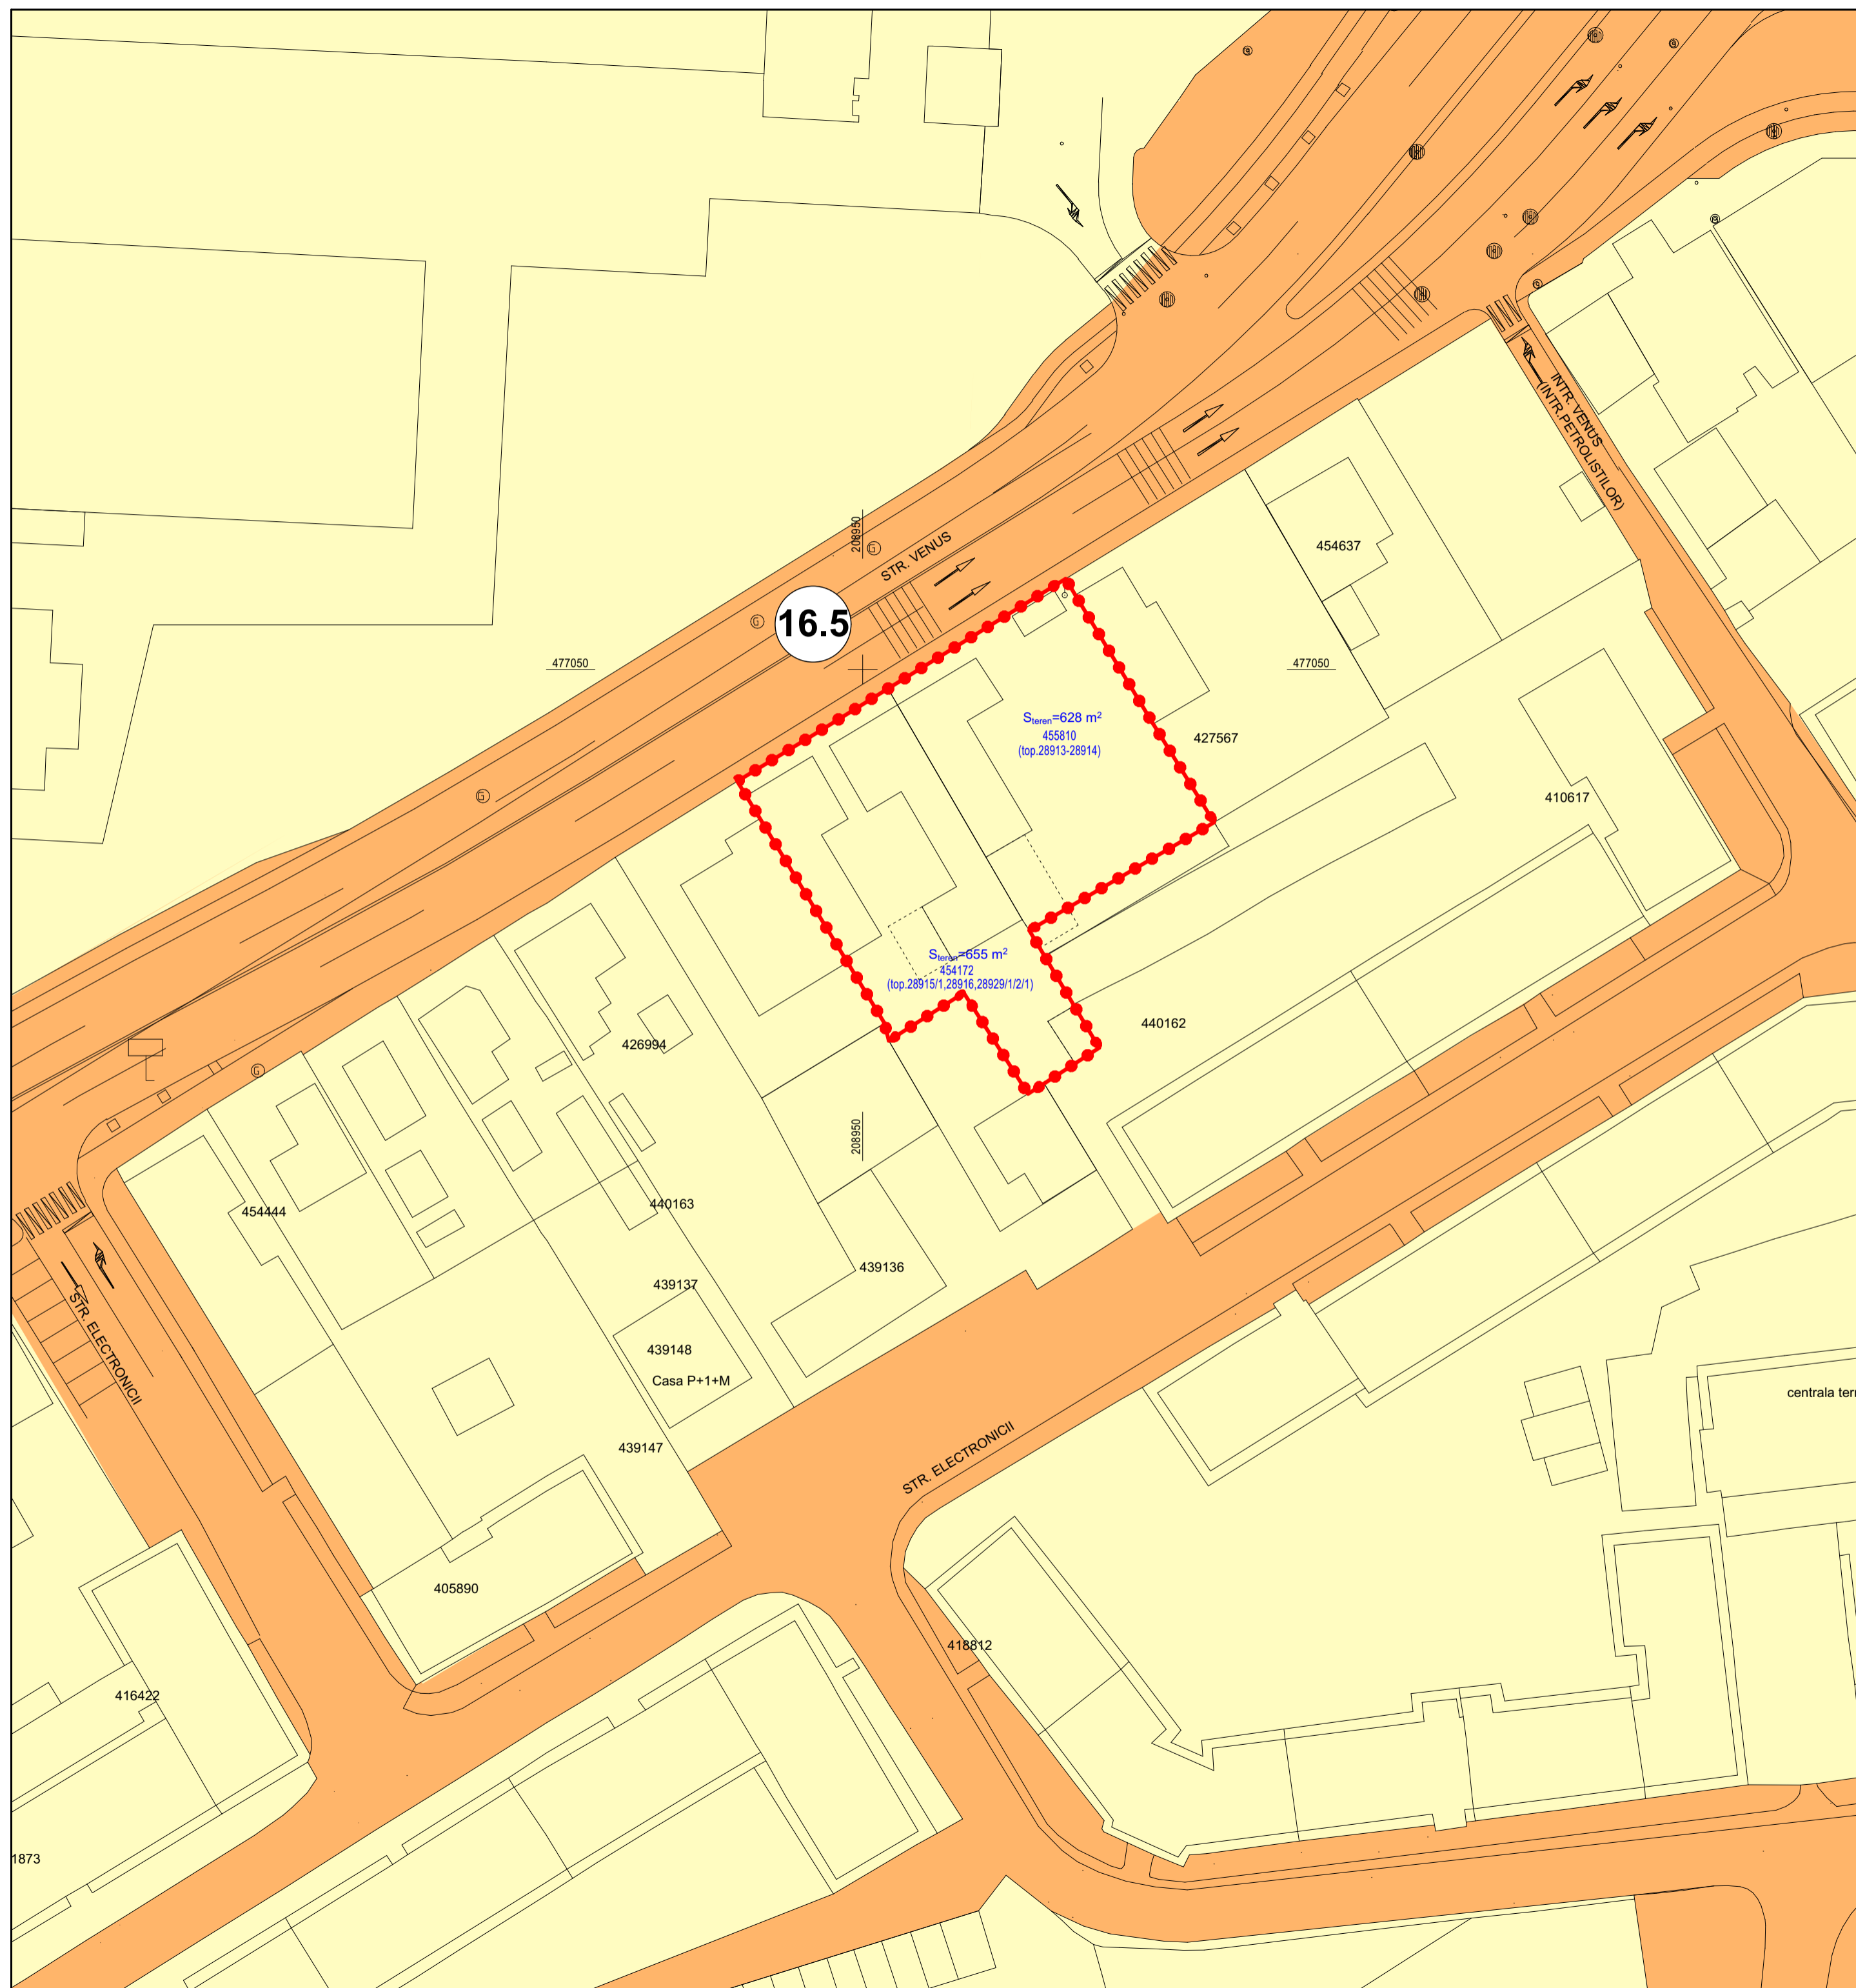 INTR. VENUS
(INTR.PETROLISTILOR)
208950
G
STR. VENUS
454637
G
16.5
477050
477050
Steren=628 m²
455810
(top.28913-28914)
427567
G
410617
Steren=655 m²
454172
(top.28915/1,28916,28929/1/2/1)
440162
426994
G
208950
440163
454444
439136
439137
STR. ELECTRONICII
439148
Casa P+1+M
centrala ter
439147
STR. ELECTRONICII
405890
418812
416422
1873